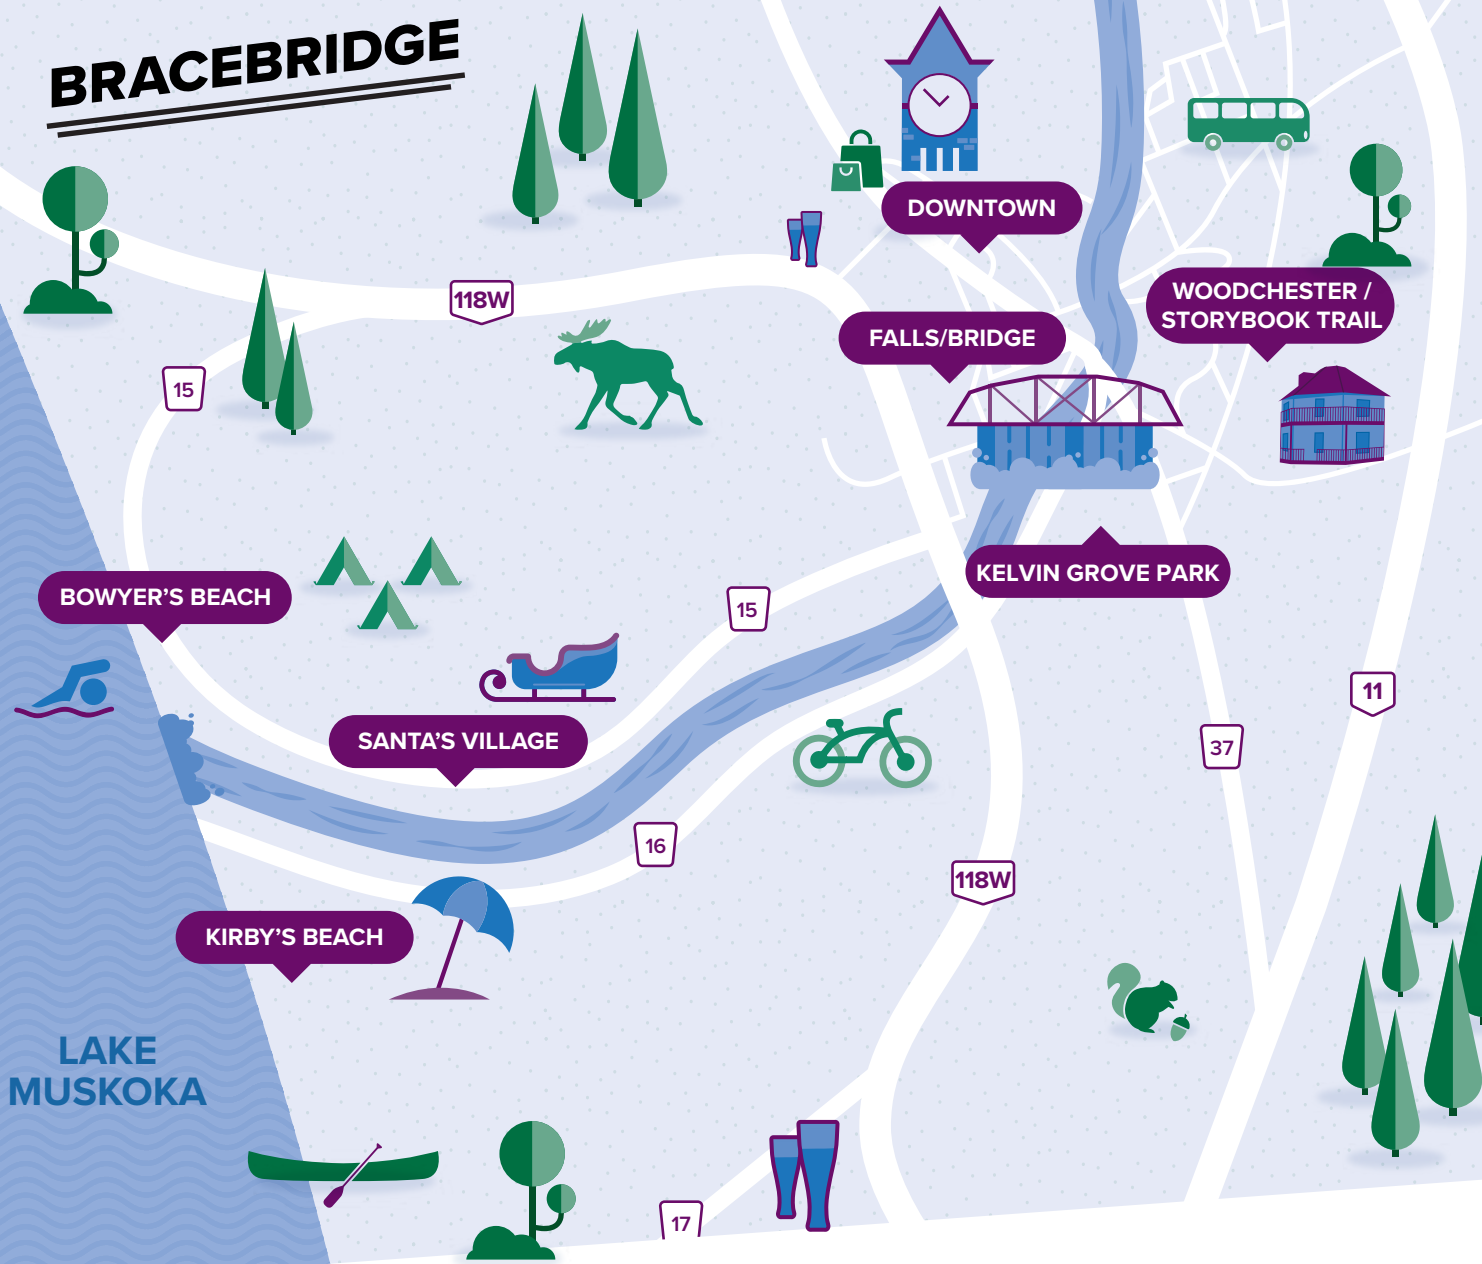 BRACEBRIDGE
DOWNTOWN
WOODCHESTER /
STORYBOOK TRAIL
118W
FALLS/BRIDGE
15
KELVIN GROVE PARK
BOWYER'S BEACH
15
11
SANTA'S VILLAGE
37
16
118W
KIRBY'S BEACH
LAKE
MUSKOKA
17